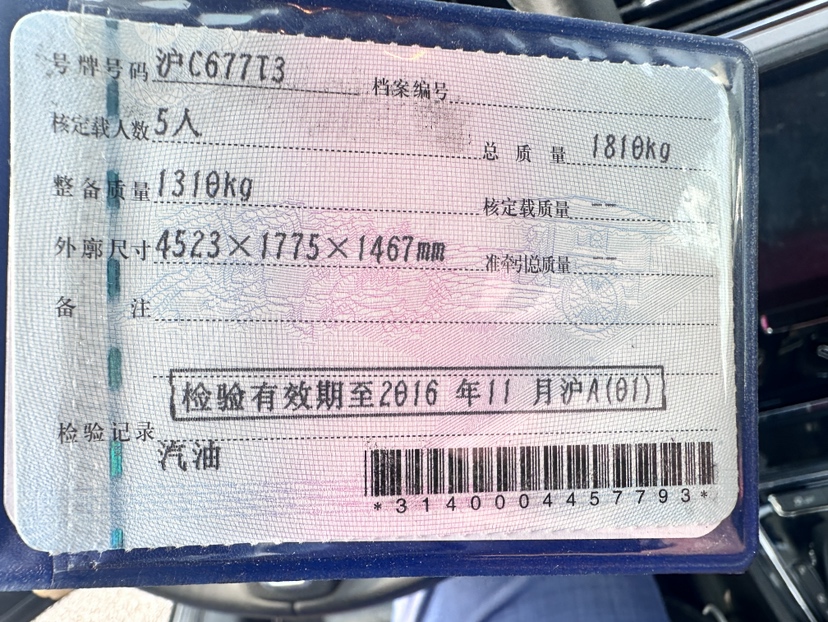 号牌号码 沪C677T3 档案编号
核定载人数 5人 总质量 1810kg
整备质量 1310kg 核定载质量 --
外廓尺寸 4523×1775×1467mm 准牵引总质量 --
备注
检验有效期至2016 年11 月沪A(01)
检验记录
汽油
*3140004457793*